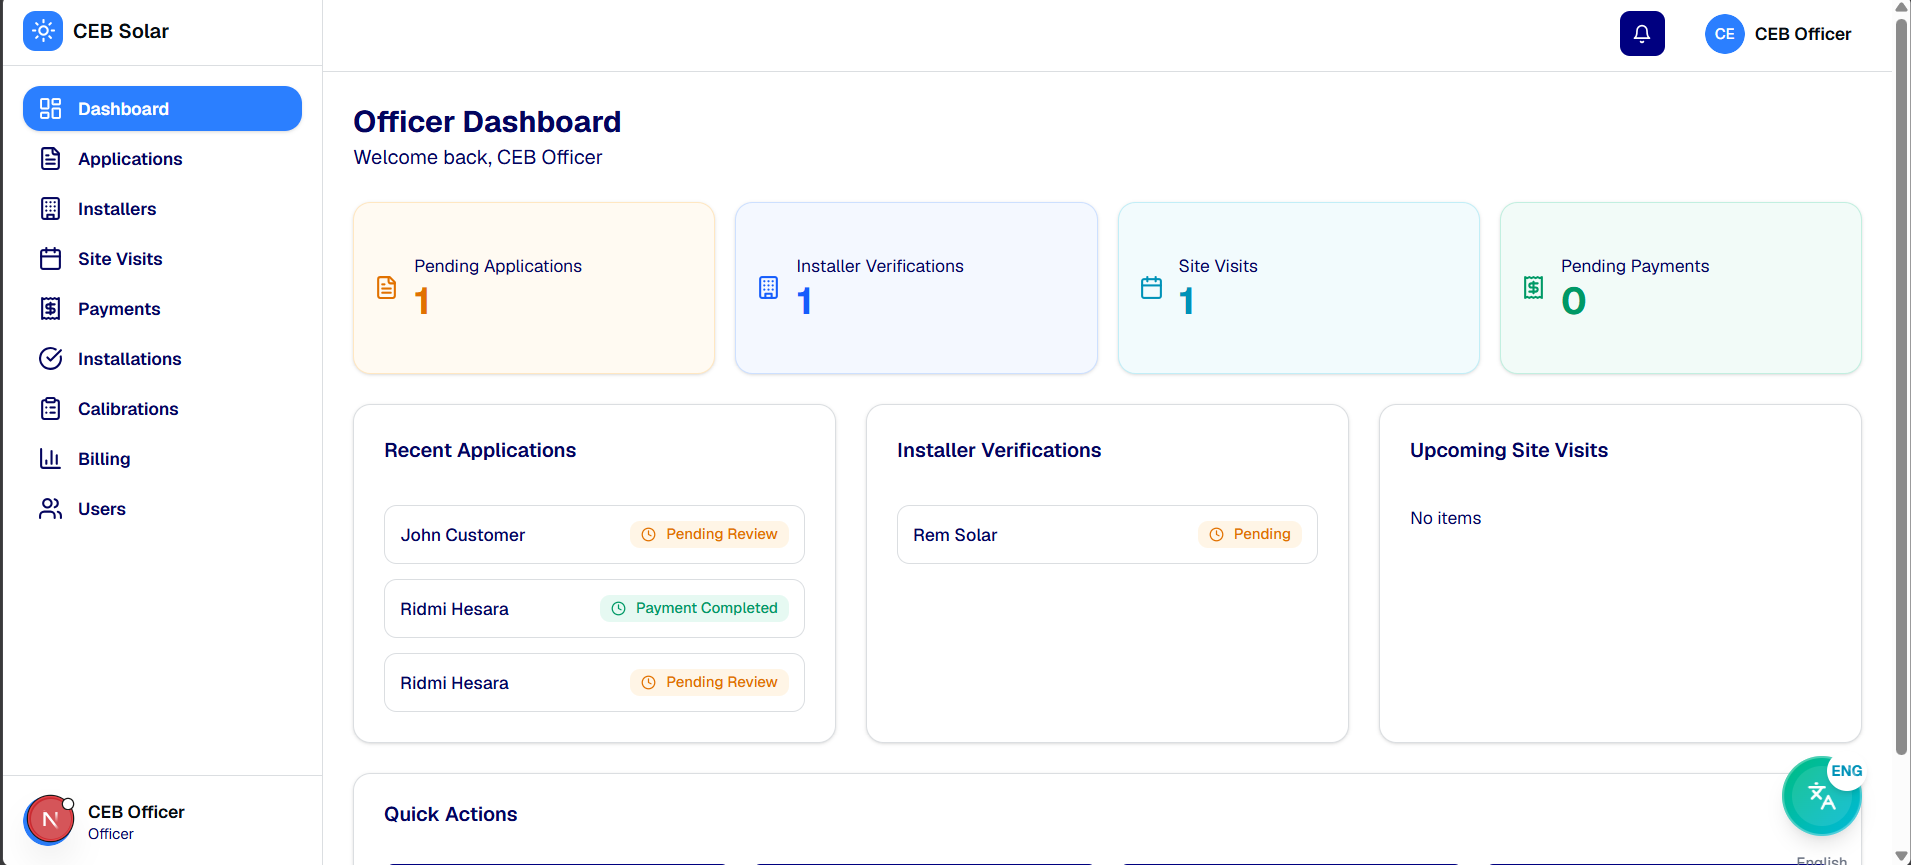 CEB Solar
CE
CEB Officer
Dashboard
Applications
Installers
Site Visits
Payments
Installations
Calibrations
Billing
Users
N
CEB Officer
Officer
Officer Dashboard
Welcome back, CEB Officer
Pending Applications
1
Installer Verifications
1
Site Visits
1
Pending Payments
0
Recent Applications
John Customer
Pending Review
Ridmi Hesara
Payment Completed
Ridmi Hesara
Pending Review
Installer Verifications
Rem Solar
Pending
Upcoming Site Visits
No items
Quick Actions
ENG
文A
English